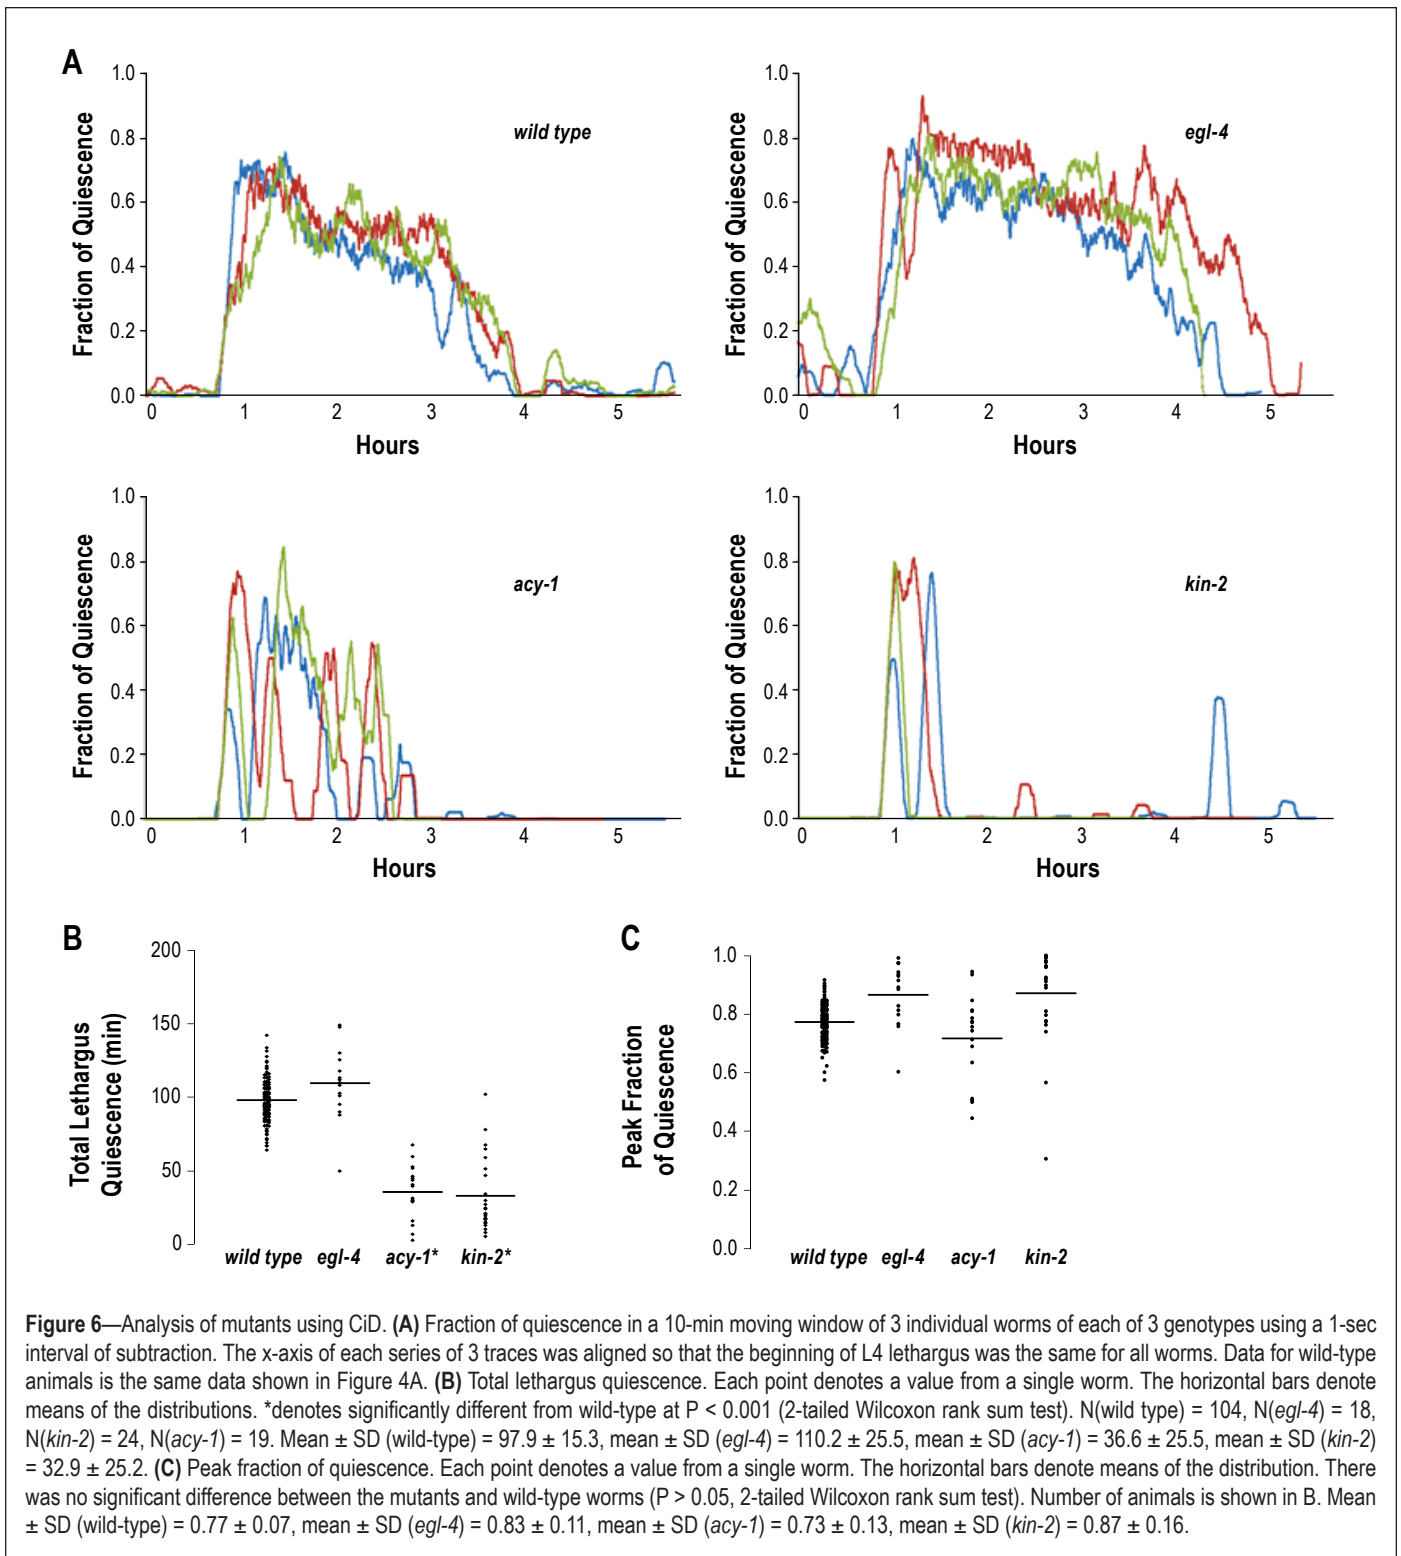 A
1.0
0.8
0.6
0.4
0.2
0.0
Fraction of Quiescence
wild type
0 1 2 3 4 5
Hours
1.0
0.8
0.6
0.4
0.2
0.0
Fraction of Quiescence
egl-4
0 1 2 3 4 5
Hours
1.0
0.8
0.6
0.4
0.2
0.0
Fraction of Quiescence
acy-1
0 1 2 3 4 5
Hours
1.0
0.8
0.6
0.4
0.2
0.0
Fraction of Quiescence
kin-2
0 1 2 3 4 5
Hours
B
200
150
100
50
0
Total Lethargus
Quiescence (min)
wild type egl-4 acy-1* kin-2*
C
1.0
0.8
0.6
0.4
0.2
0.0
Peak Fraction
of Quiescence
wild type egl-4 acy-1 kin-2
Figure 6—Analysis of mutants using CiD. (A) Fraction of quiescence in a 10-min moving window of 3 individual worms of each of 3 genotypes using a 1-sec
interval of subtraction. The x-axis of each series of 3 traces was aligned so that the beginning of L4 lethargus was the same for all worms. Data for wild-type
animals is the same data shown in Figure 4A. (B) Total lethargus quiescence. Each point denotes a value from a single worm. The horizontal bars denote
means of the distributions. *denotes significantly different from wild-type at P < 0.001 (2-tailed Wilcoxon rank sum test). N(wild type) = 104, N(egl-4) = 18,
N(kin-2) = 24, N(acy-1) = 19. Mean ± SD (wild-type) = 97.9 ± 15.3, mean ± SD (egl-4) = 110.2 ± 25.5, mean ± SD (acy-1) = 36.6 ± 25.5, mean ± SD (kin-2)
= 32.9 ± 25.2. (C) Peak fraction of quiescence. Each point denotes a value from a single worm. The horizontal bars denote means of the distribution. There
was no significant difference between the mutants and wild-type worms (P > 0.05, 2-tailed Wilcoxon rank sum test). Number of animals is shown in B. Mean
± SD (wild-type) = 0.77 ± 0.07, mean ± SD (egl-4) = 0.83 ± 0.11, mean ± SD (acy-1) = 0.73 ± 0.13, mean ± SD (kin-2) = 0.87 ± 0.16.